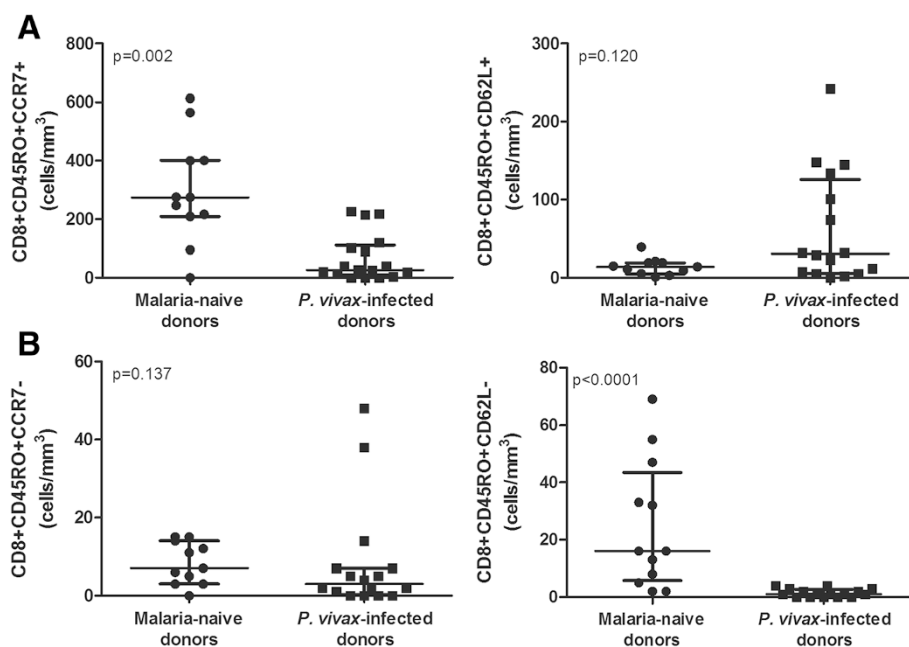 A
CD8+CD45RO+CCR7+
(cells/mm³)
800
600
400
200
0
p=0.002
Malaria-naive
donors
P. vivax-infected
donors
CD8+CD45RO+CD62L+
(cells/mm³)
300
200
100
0
p=0.120
Malaria-naive
donors
P. vivax-infected
donors
B
CD8+CD45RO+CCR7-
(cells/mm³)
60
40
20
0
p=0.137
Malaria-naive
donors
P. vivax-infected
donors
CD8+CD45RO+CD62L-
(cells/mm³)
80
60
40
20
0
p<0.0001
Malaria-naive
donors
P. vivax-infected
donors